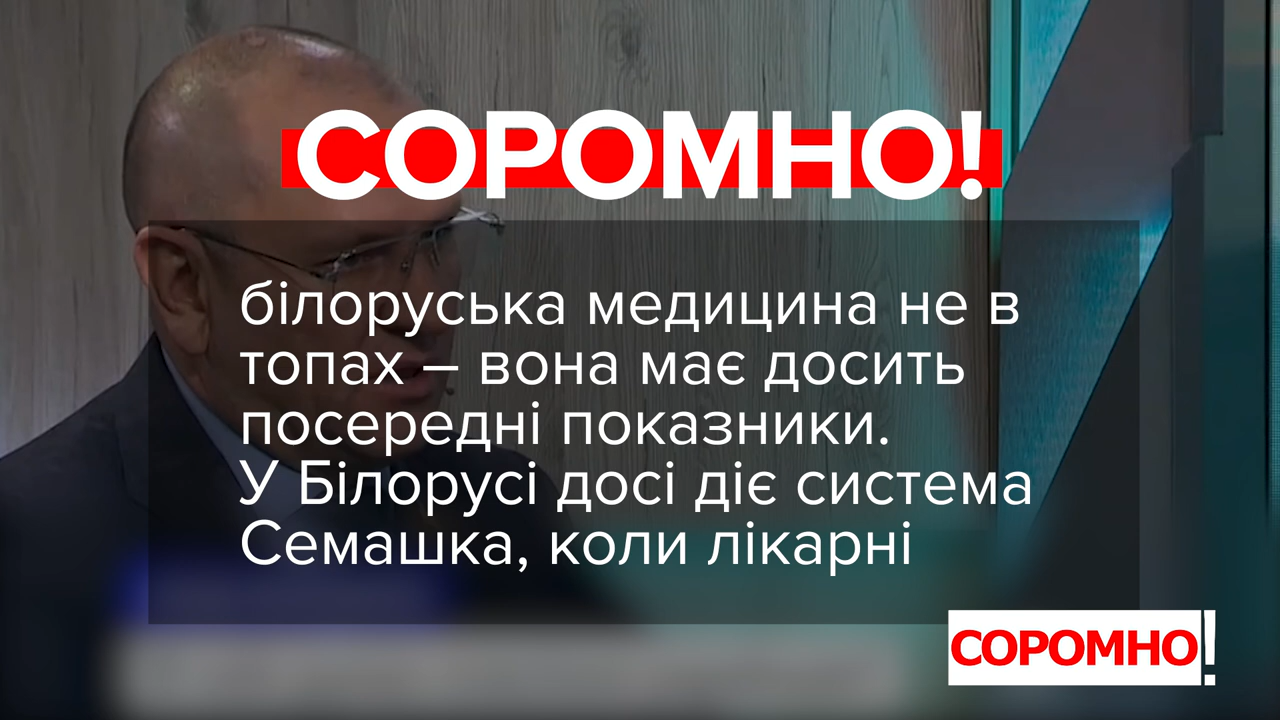 СОРОМНО!
білоруська медицина не в
топах – вона має досить
посередні показники.
У Білорусі досі діє система
Семашка, коли лікарні
СОРОМНО!